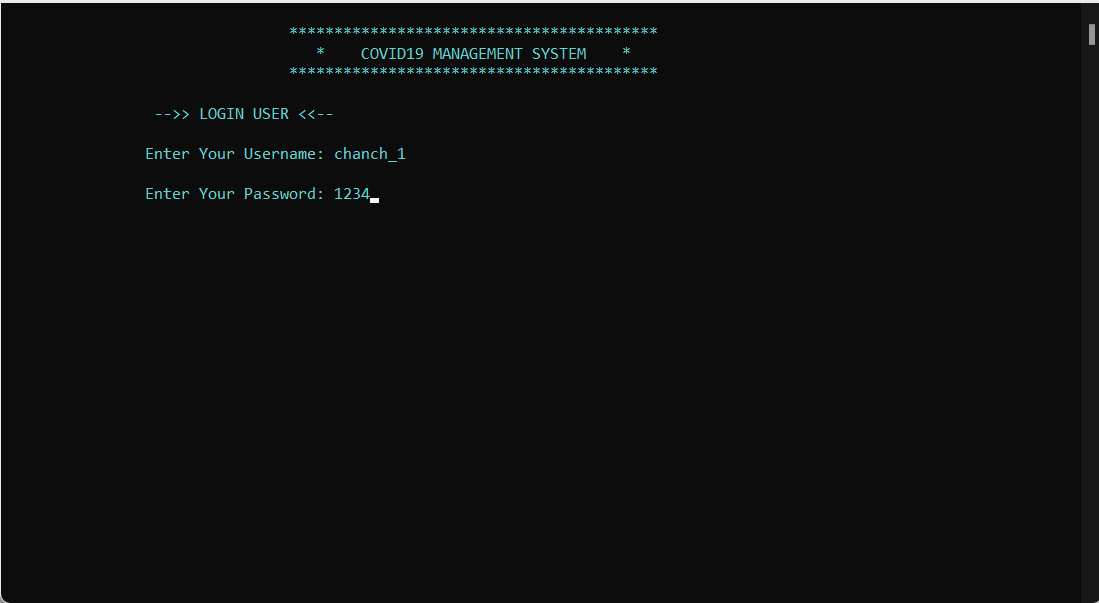 *****************************************
* COVID19 MANAGEMENT SYSTEM *
*****************************************
-->> LOGIN USER <<--
Enter Your Username: chanch_1
Enter Your Password: 1234